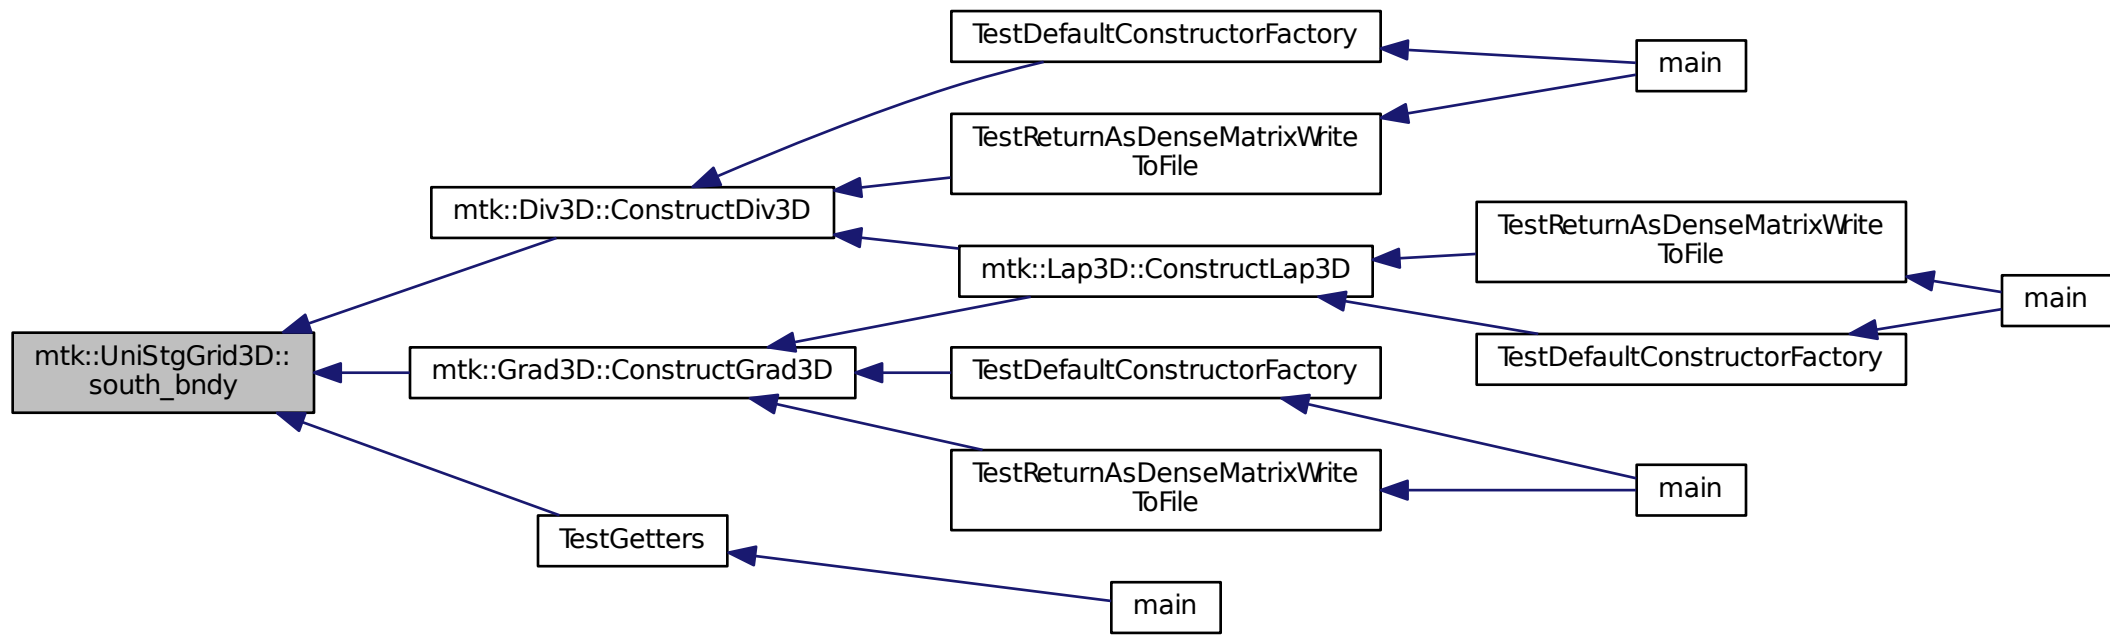 TestDefaultConstructorFactory
main
TestReturnAsDenseMatrixWrite
ToFile
mtk::Div3D::ConstructDiv3D
TestReturnAsDenseMatrixWrite
ToFile
mtk::Lap3D::ConstructLap3D
main
mtk::UniStgGrid3D::
south_bndy
mtk::Grad3D::ConstructGrad3D
TestDefaultConstructorFactory
TestDefaultConstructorFactory
TestReturnAsDenseMatrixWrite
ToFile
main
TestGetters
main